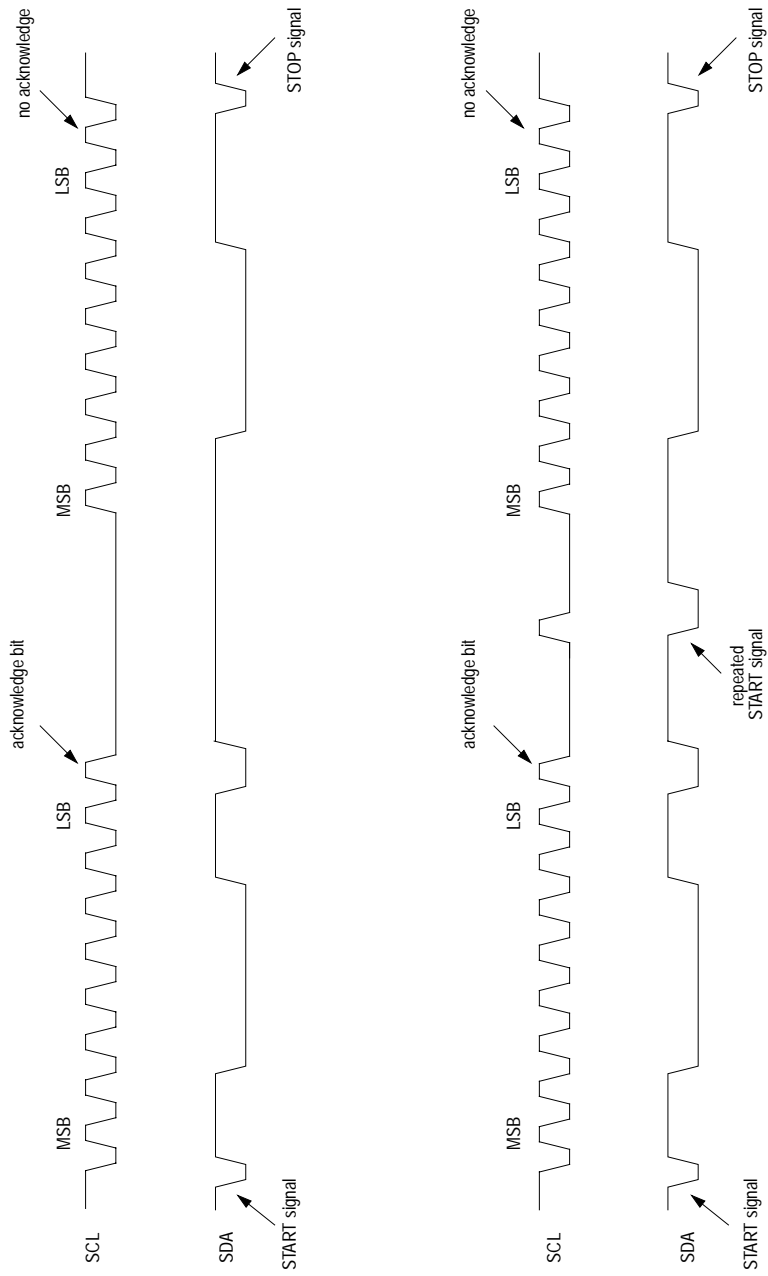 MSB
LSB
acknowledge bit
MSB
LSB
no acknowledge
SCL
SDA
START signal
STOP signal
MSB
LSB
acknowledge bit
MSB
LSB
no acknowledge
SCL
SDA
START signal
repeated
START signal
STOP signal